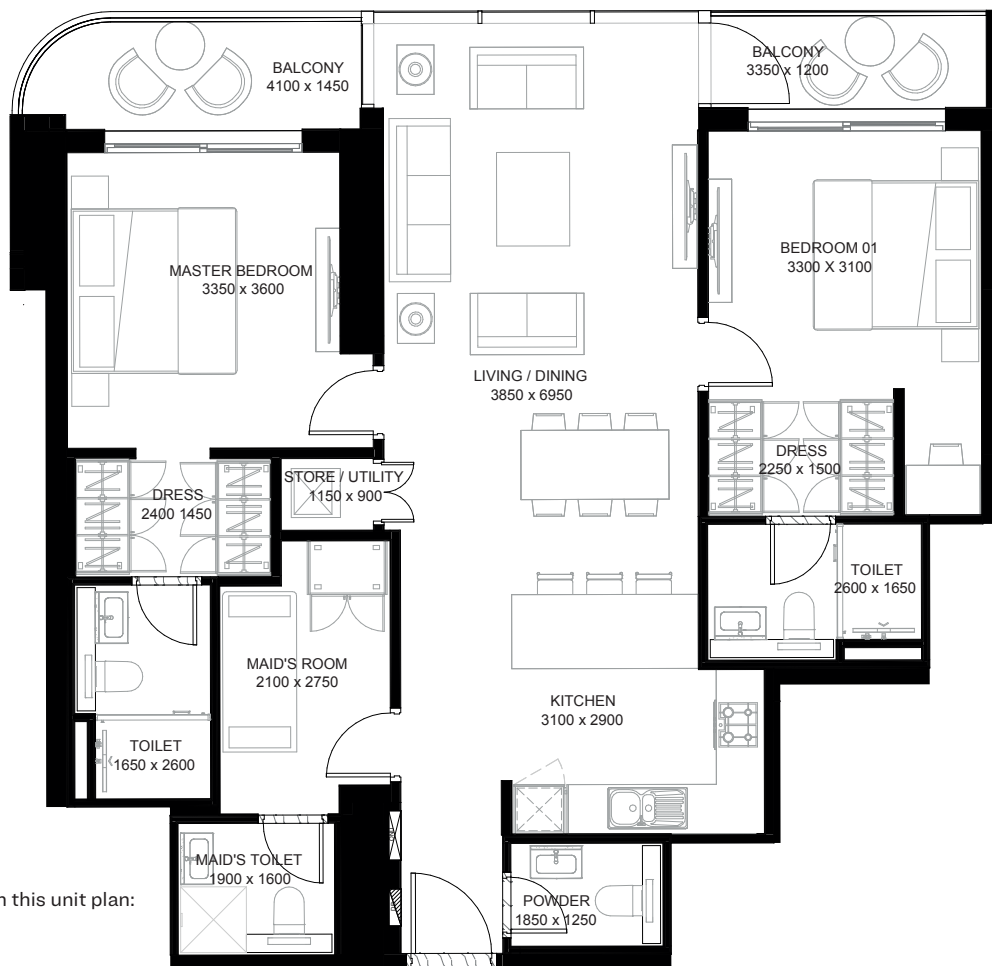 BALCONY
4100 x 1450
BALCONY
3350 x 1200
MASTER BEDROOM
3350 x 3600
BEDROOM 01
3300 X 3100
LIVING / DINING
3850 x 6950
DRESS
2400 1450
STORE / UTILITY
1150 x 900
DRESS
2250 x 1500
TOILET
2600 x 1650
MAID'S ROOM
2100 x 2750
KITCHEN
3100 x 2900
TOILET
1650 x 2600
MAID'S TOILET
1900 x 1600
POWDER
1850 x 1250
this unit plan: